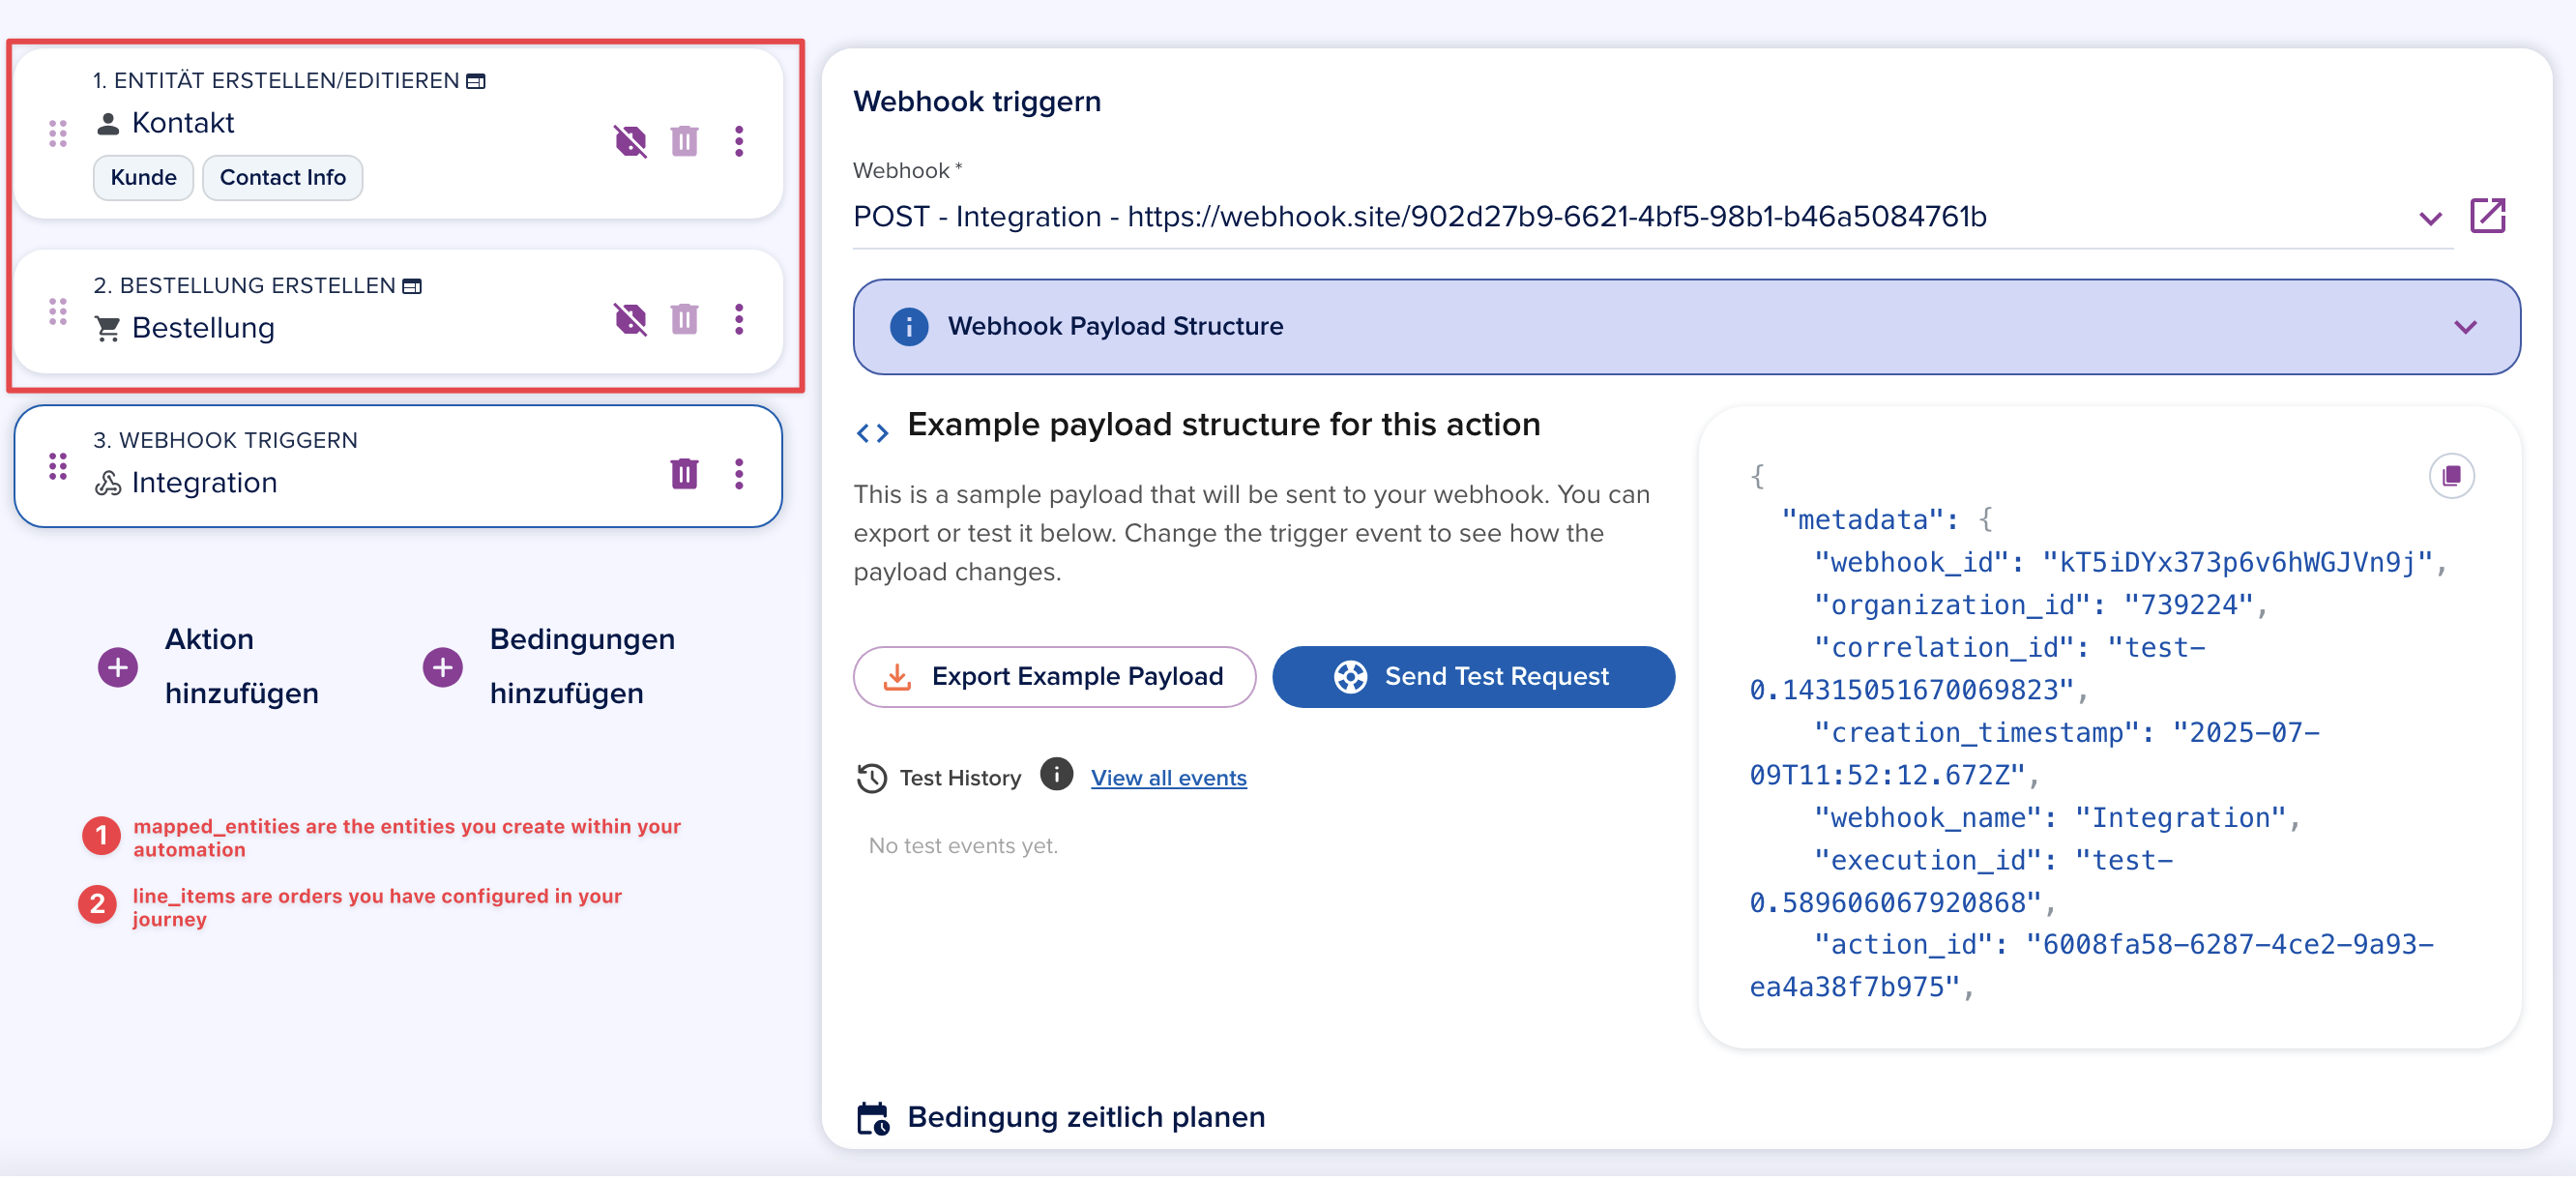 1. ENTITÄT ERSTELLEN/EDITIEREN
Kontakt
Kunde
Contact Info
2. BESTELLUNG ERSTELLEN
Bestellung
3. WEBHOOK TRIGGERN
Integration
Aktion
hinzufügen
Bedingungen
hinzufügen
1 mapped_entities are the entities you create within your
automation
2 line_items are orders you have configured in your
journey
Webhook triggern
Webhook *
POST - Integration - https://webhook.site/902d27b9-6621-4bf5-98b1-b46a5084761b
Webhook Payload Structure
Example payload structure for this action
This is a sample payload that will be sent to your webhook. You can
export or test it below. Change the trigger event to see how the
payload changes.
Export Example Payload
Send Test Request
Test History
View all events
No test events yet.
{
"metadata": {
"webhook_id": "kT5iDYx373p6v6hWGJVn9j",
"organization_id": "739224",
"correlation_id": "test-
0.14315051670069823",
"creation_timestamp": "2025-07-
09T11:52:12.672Z",
"webhook_name": "Integration",
"execution_id": "test-
0.589606067920868",
"action_id": "6008fa58-6287-4ce2-9a93-
ea4a38f7b975",
Bedingung zeitlich planen